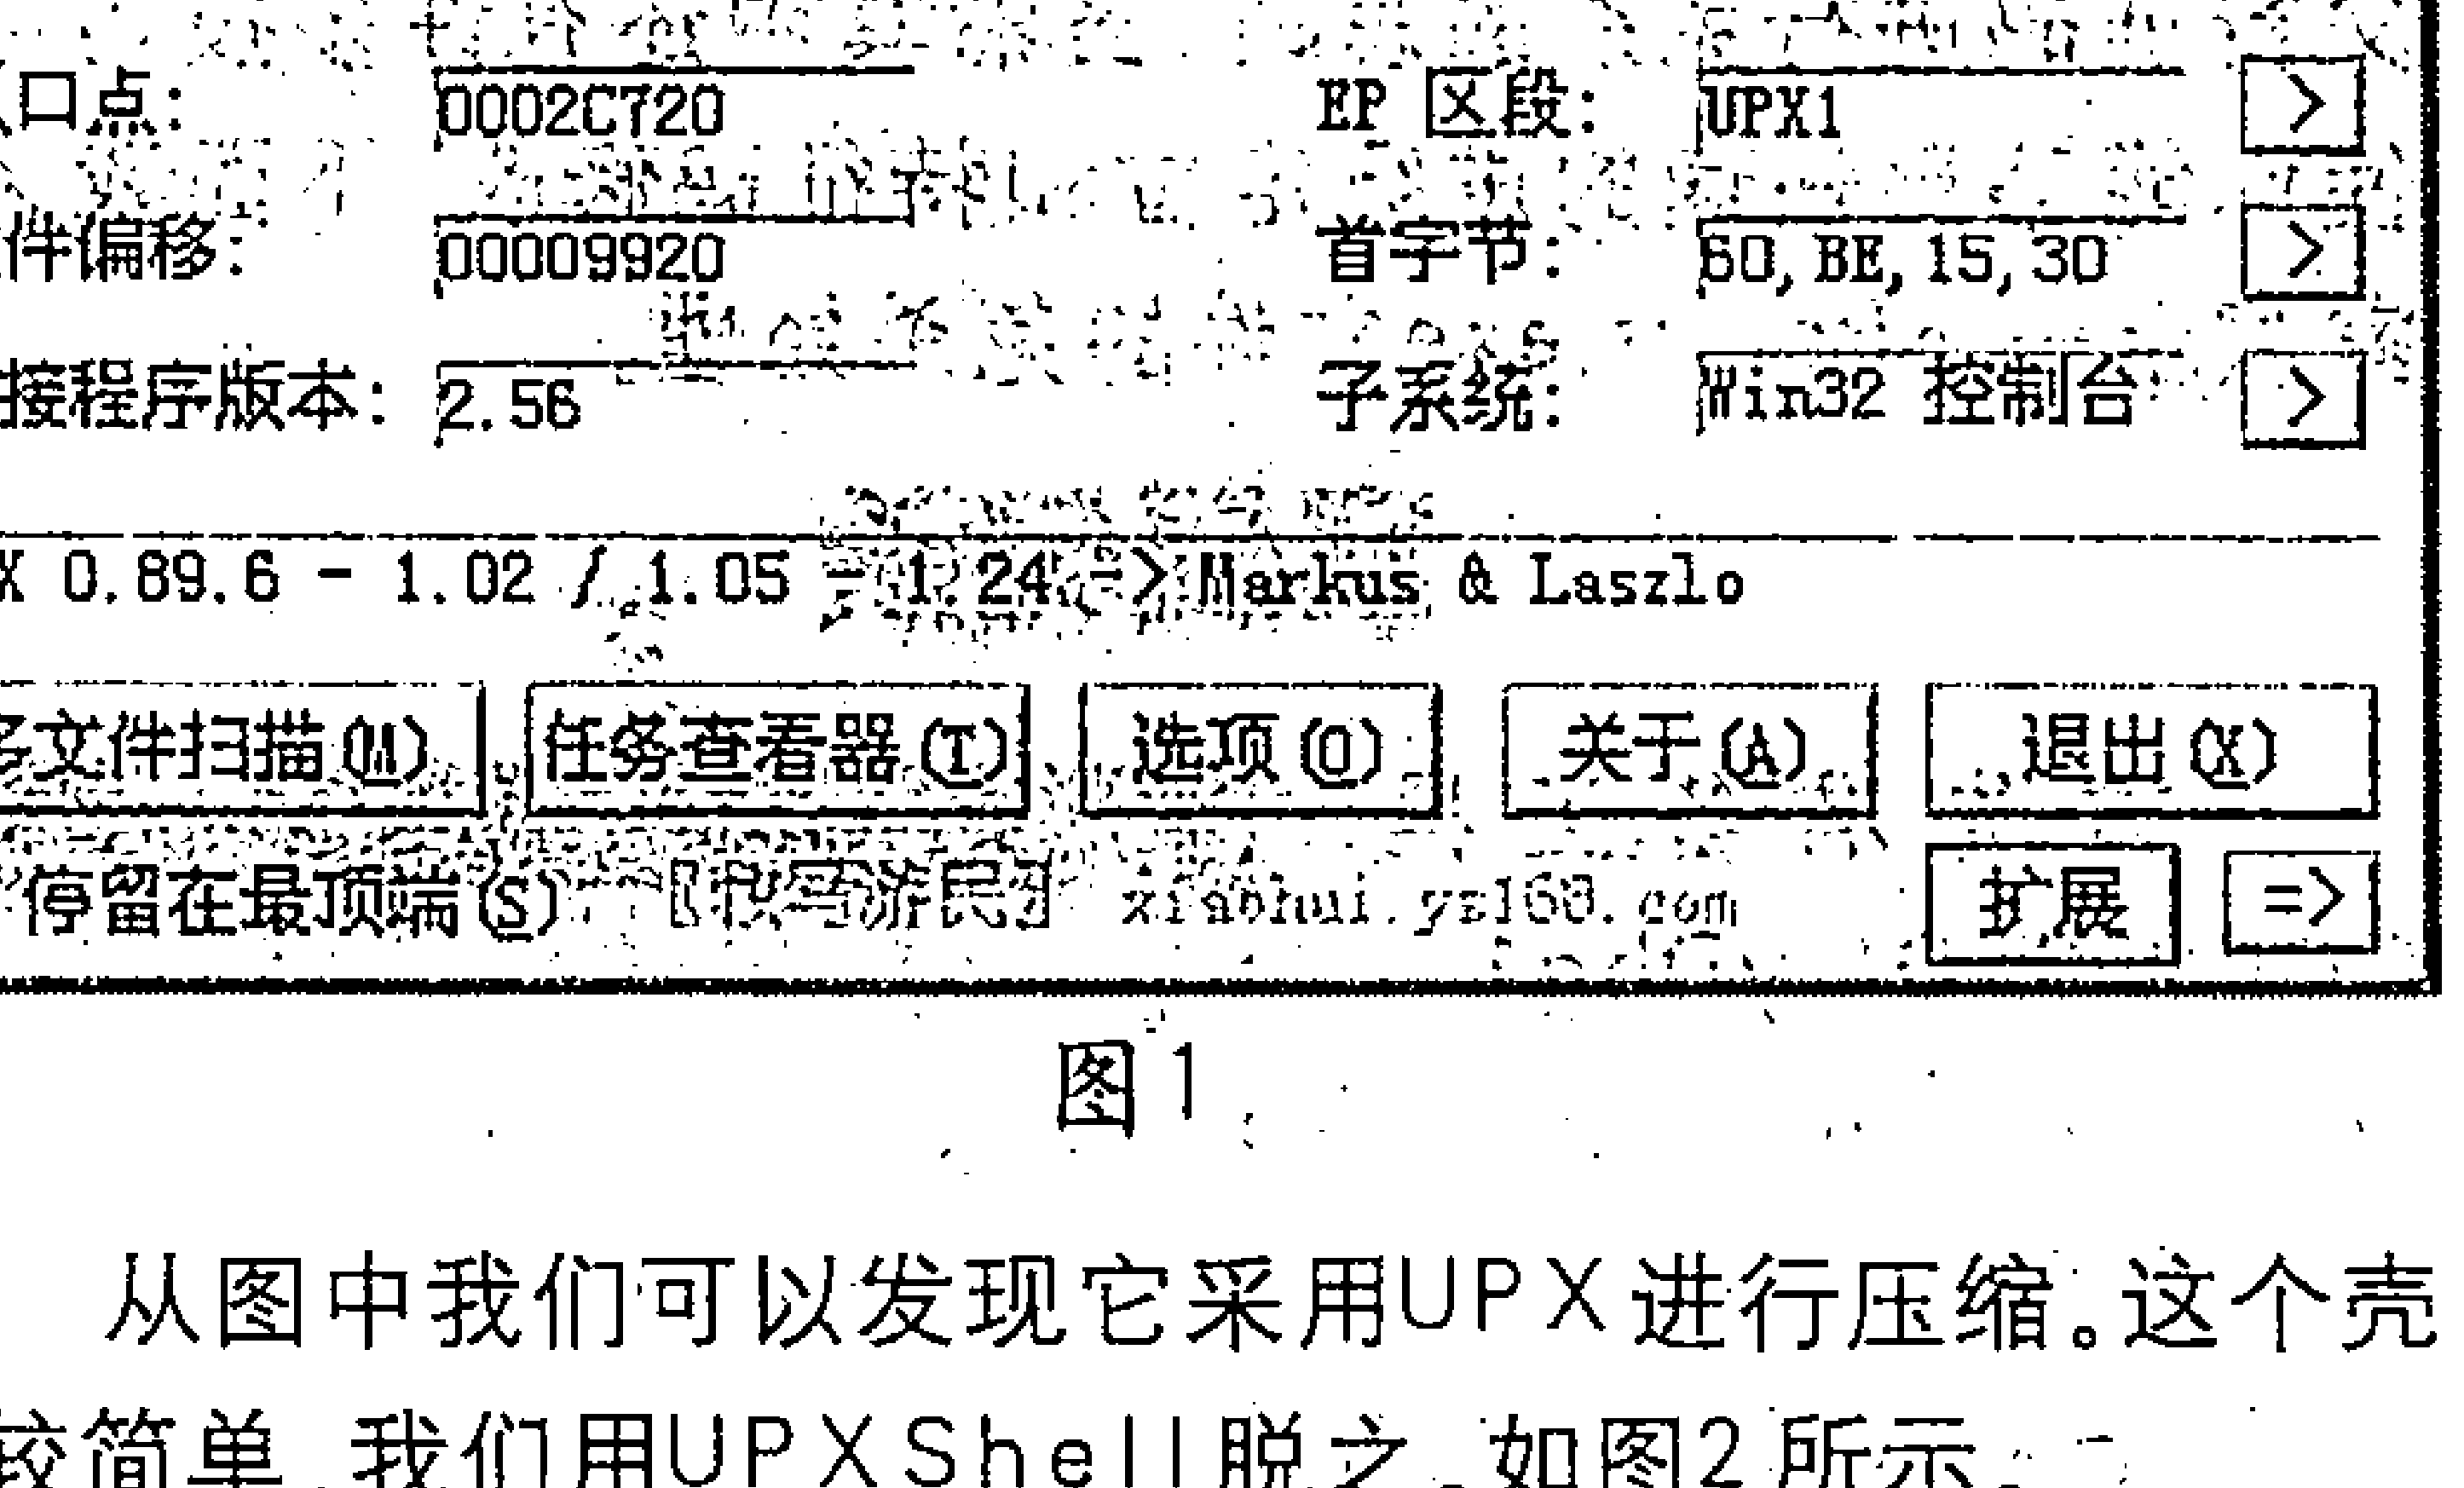 口点: 0002C720 EP 区段: UPX1 >
件偏移: 00009920 首字节: 60,BE,15,30 >
接程序版本: 2.56 子系统: Win32 控制台 >
X 0.89.6 - 1.02 / 1.05 - 1.24 -> Markus & Laszlo
多文件扫描(M) 任务查看器(T) 选项(O) 关于(A) 退出(X)
停留在最顶端(S) 扩展 =>
图1
从图中我们可以发现它采用UPX进行压缩。这个壳
较简单,我们用UPXShell脱之,如图2所示。